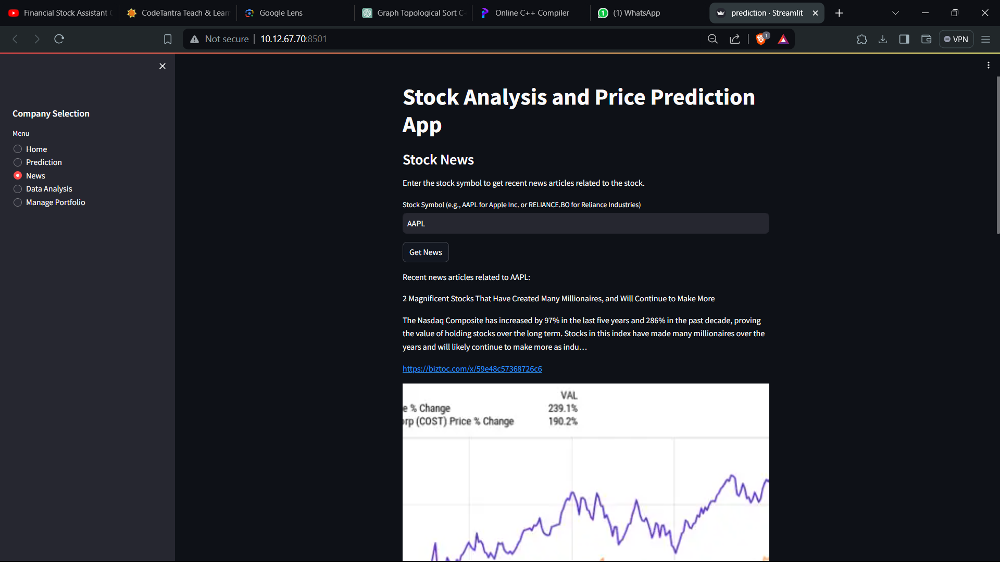 Financial Stock Assistant
CodeTantra Teach & Lear
Google Lens
Graph Topological Sort C
Online C++ Compiler
(1) WhatsApp
prediction · Streamlit
Not secure
10.12.67.70:8501
1
VPN
Company Selection
Menu
Home
Prediction
News
Data Analysis
Manage Portfolio
Stock Analysis and Price Prediction
App
Stock News
Enter the stock symbol to get recent news articles related to the stock.
Stock Symbol (e.g., AAPL for Apple Inc. or RELIANCE.BO for Reliance Industries)
AAPL
Get News
Recent news articles related to AAPL:
2 Magnificent Stocks That Have Created Many Millionaires, and Will Continue to Make More
The Nasdaq Composite has increased by 97% in the last five years and 286% in the past decade, proving
the value of holding stocks over the long term. Stocks in this index have made many millionaires over the
years and will likely continue to make more as indu…
https://biztoc.com/x/59e48c57368726c6
VAL
e % Change 239.1%
orp (COST) Price % Change 190.2%